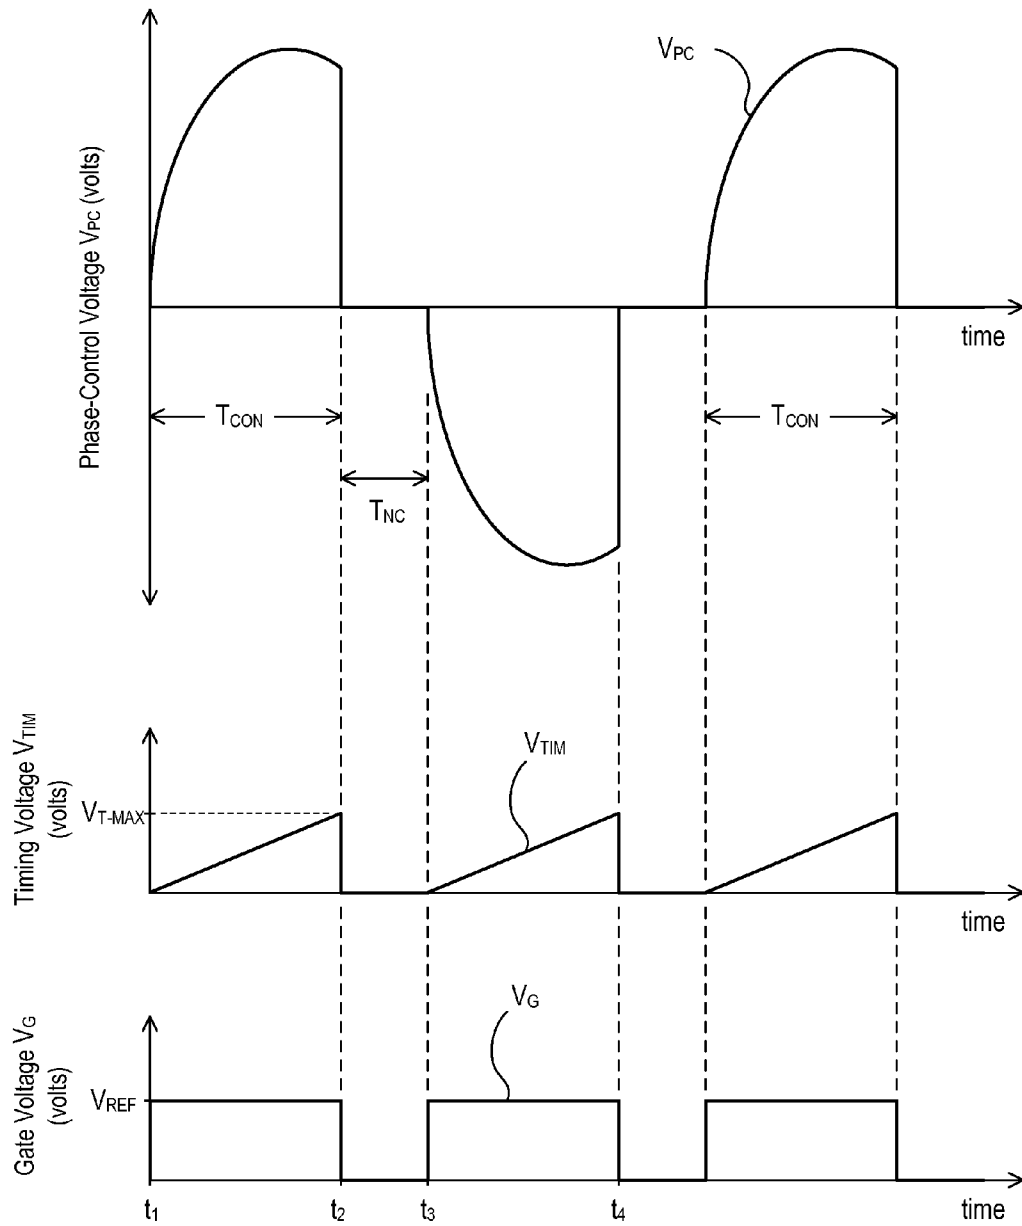 Phase-Control Voltage VPC (volts)
VPC
time
TCON
TCON
TNC
Timing Voltage VTIM
(volts)
VTIM
VT-MAX
time
Gate Voltage VG
(volts)
VG
VREF
t1
t2
t3
t4
time